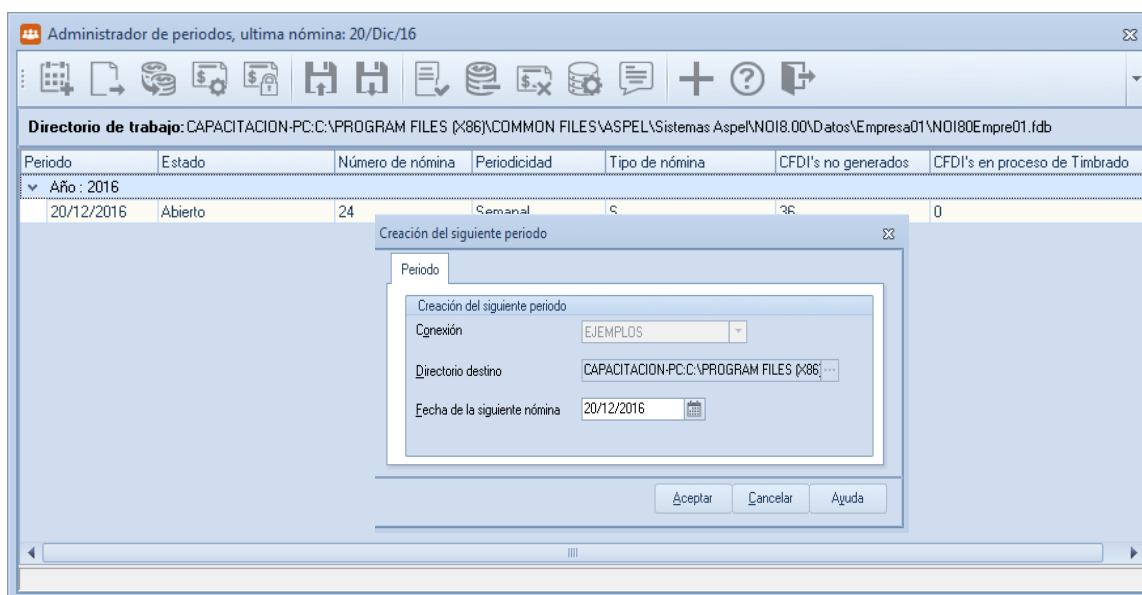 Administrador de periodos, ultima nómina: 20/Dic/16
Directorio de trabajo: CAPACITACION-PC:C:\PROGRAM FILES (X86)\COMMON FILES\ASPEL\Sistemas Aspel\NOI8.00\Datos\Empresa01\NOI80Empre01.fdb
Periodo Estado Número de nómina Periodicidad Tipo de nómina CFDI's no generados CFDI's en proceso de Timbrado
Año : 2016
20/12/2016 Abierto 24 Semanal S 36 0
Creación del siguiente periodo
Periodo
Creación del siguiente periodo
Conexión EJEMPLOS
Directorio destino CAPACITACION-PC:C:\PROGRAM FILES (X86) ...
Fecha de la siguiente nómina 20/12/2016
Aceptar Cancelar Ayuda